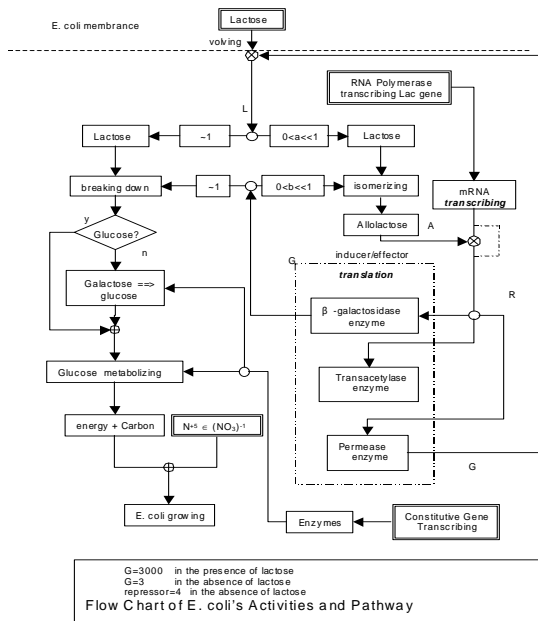 Lactose
E. coli membrance
volving
RNA Polymerase
transcribing Lac gene
L
Lactose
~1
0<a<<1
Lactose
breaking down
~1
0<b<<1
isomerizing
mRNA
transcribing
y
Glucose?
n
Allolactose
A
inducer/effector
G
translation
Galactose ==>
glucose
β -galactosidase
enzyme
R
Glucose metabolizing
Transacetylase
enzyme
energy + Carbon
N+5 ∈ (NO3)-1
Permease
enzyme
G
E. coli growing
Enzymes
Constitutive Gene
Transcribing
G=3000 in the presence of lactose
G=3 in the absence of lactose
repressor=4 in the absence of lactose
Flow Chart of E. coli's Activities and Pathway